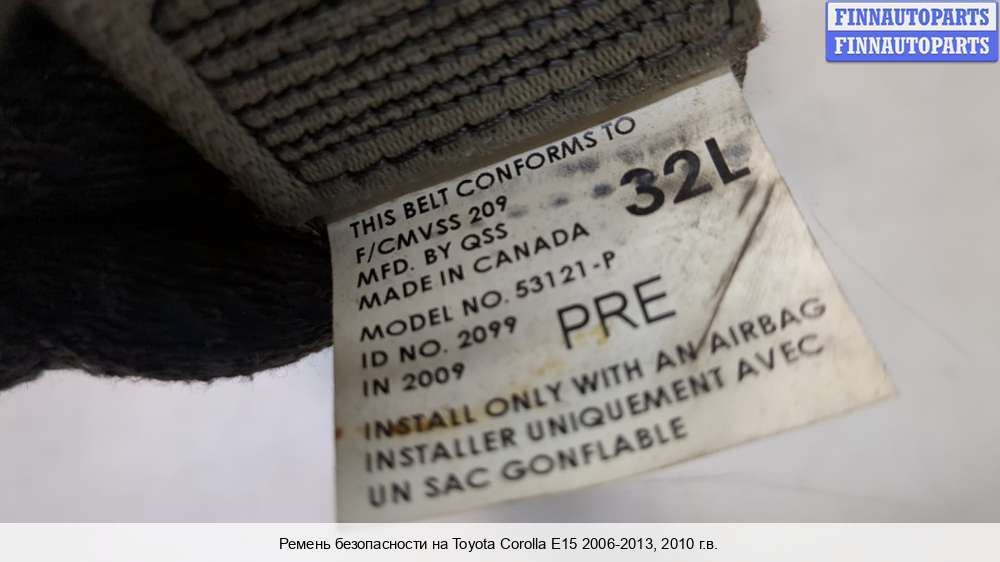 FINNAUTOPARTS
FINNAUTOPARTS
THIS BELT CONFORMS TO
F/CMVSS 209
32L
MFD. BY QSS
MADE IN CANADA
MODEL NO. 53121-P
ID NO. 2099
PRE
IN 2009
INSTALL ONLY WITH AN AIRBAG
INSTALLER UNIQUEMENT AVEC
UN SAC GONFLABLE
Ремень безопасности на Toyota Corolla E15 2006-2013, 2010 г.в.